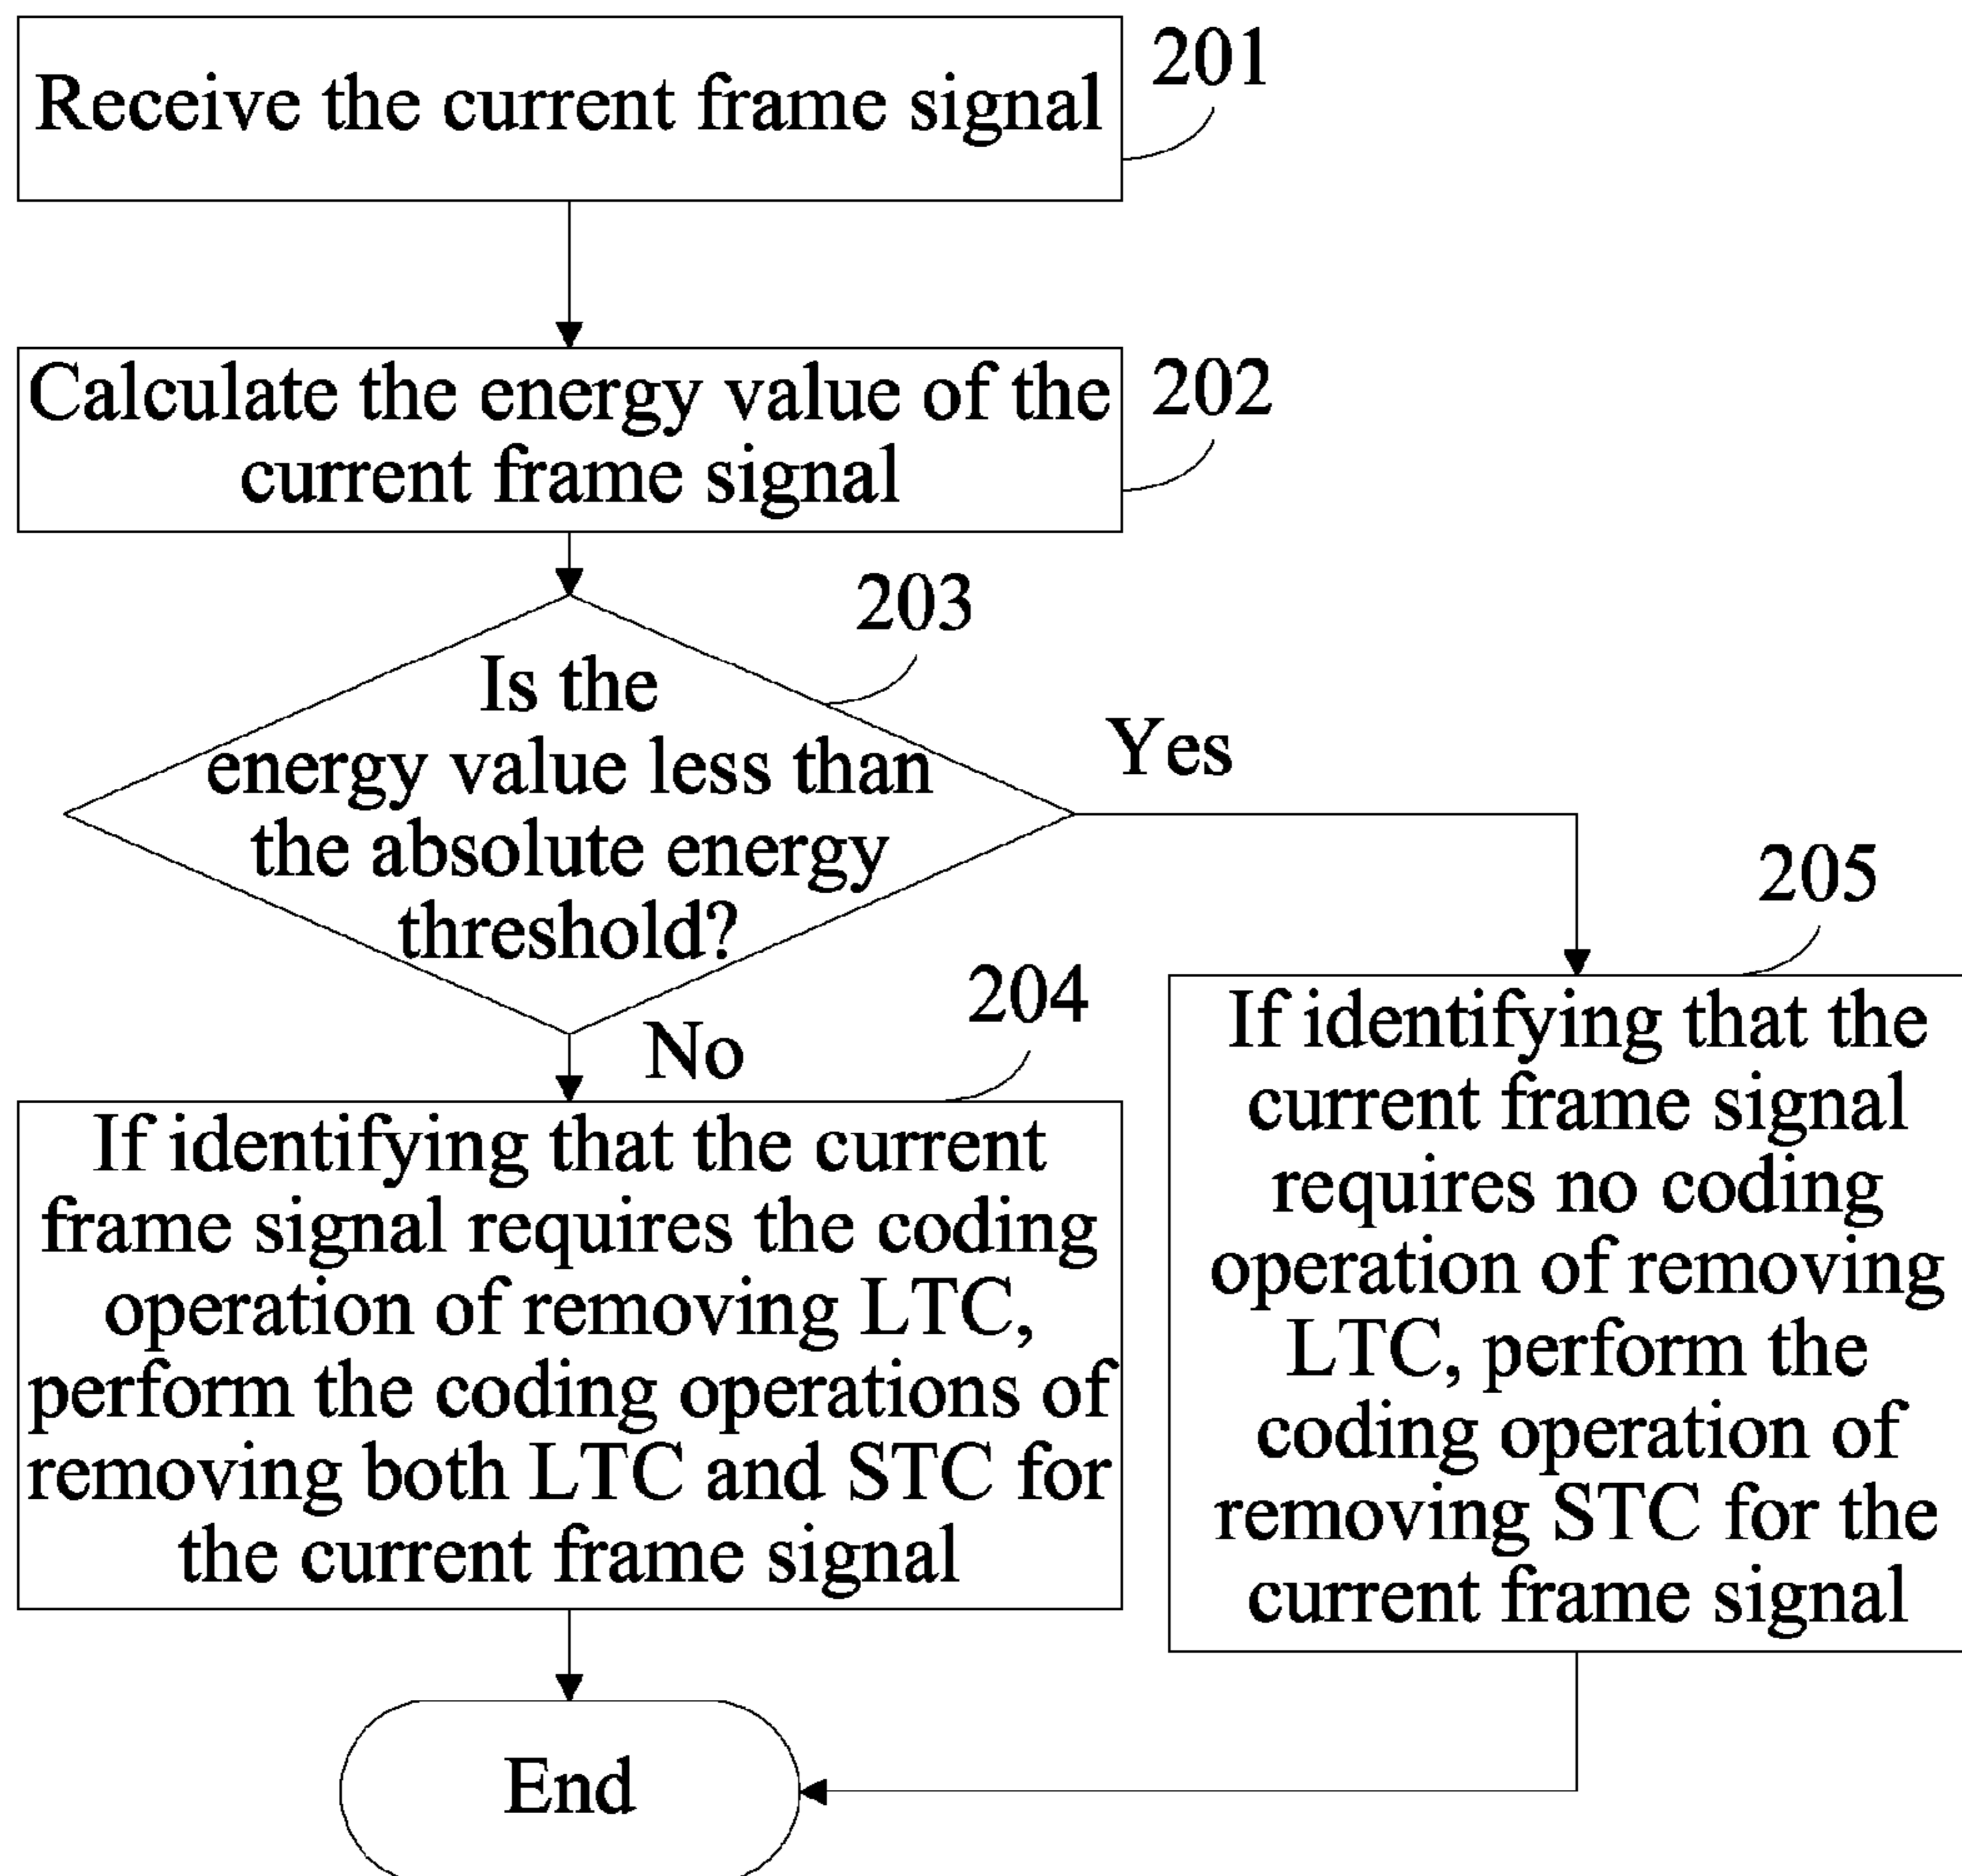 Receive the current frame signal
201
Calculate the energy value of the
current frame signal
202
203
Is the
energy value less than
the absolute energy
threshold?
Yes
No
204
If identifying that the current
frame signal requires the coding
operation of removing LTC,
perform the coding operations of
removing both LTC and STC for
the current frame signal
205
If identifying that the
current frame signal
requires no coding
operation of removing
LTC, perform the
coding operation of
removing STC for the
current frame signal
End